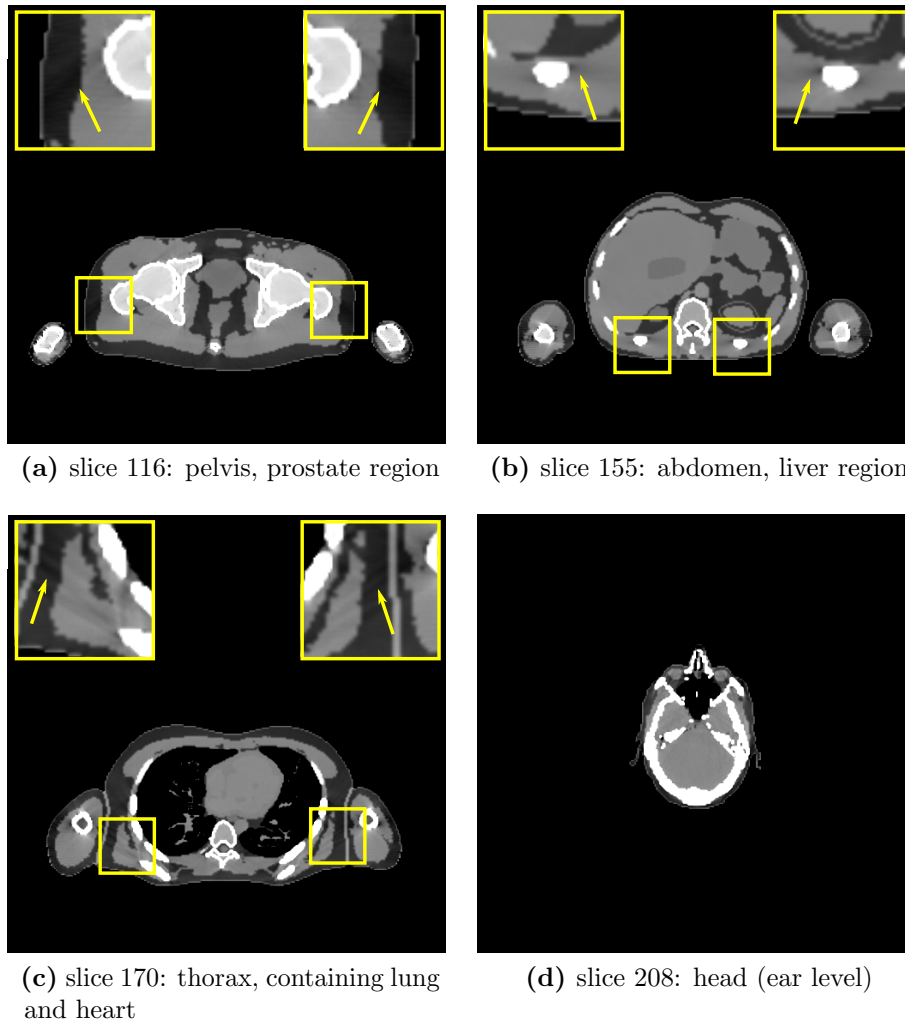 (a) slice 116: pelvis, prostate region
(b) slice 155: abdomen, liver region
(c) slice 170: thorax, containing lung
and heart
(d) slice 208: head (ear level)